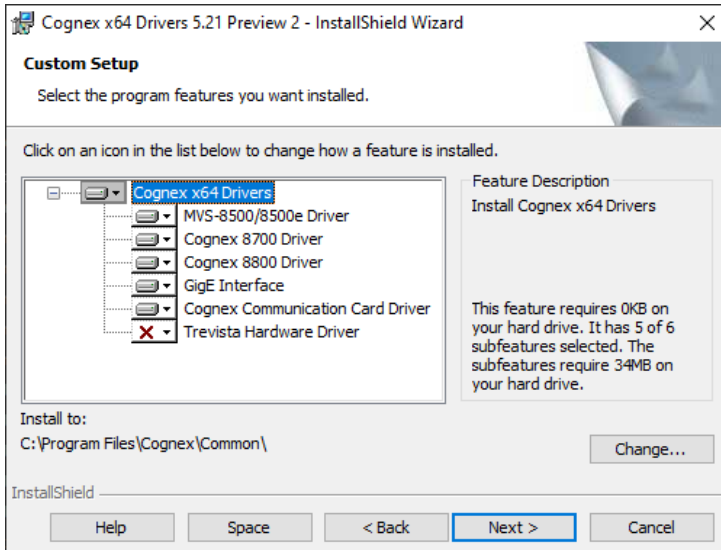 Cognex x64 Drivers 5.21 Preview 2 - InstallShield Wizard
Custom Setup
Select the program features you want installed.
Click on an icon in the list below to change how a feature is installed.
Cognex x64 Drivers
MVS-8500/8500e Driver
Cognex 8700 Driver
Cognex 8800 Driver
GigE Interface
Cognex Communication Card Driver
Trevista Hardware Driver
Feature Description
Install Cognex x64 Drivers
This feature requires 0KB on
your hard drive. It has 5 of 6
subfeatures selected. The
subfeatures require 34MB on
your hard drive.
Install to:
C:\Program Files\Cognex\Common\
Change...
InstallShield
Help
Space
< Back
Next >
Cancel